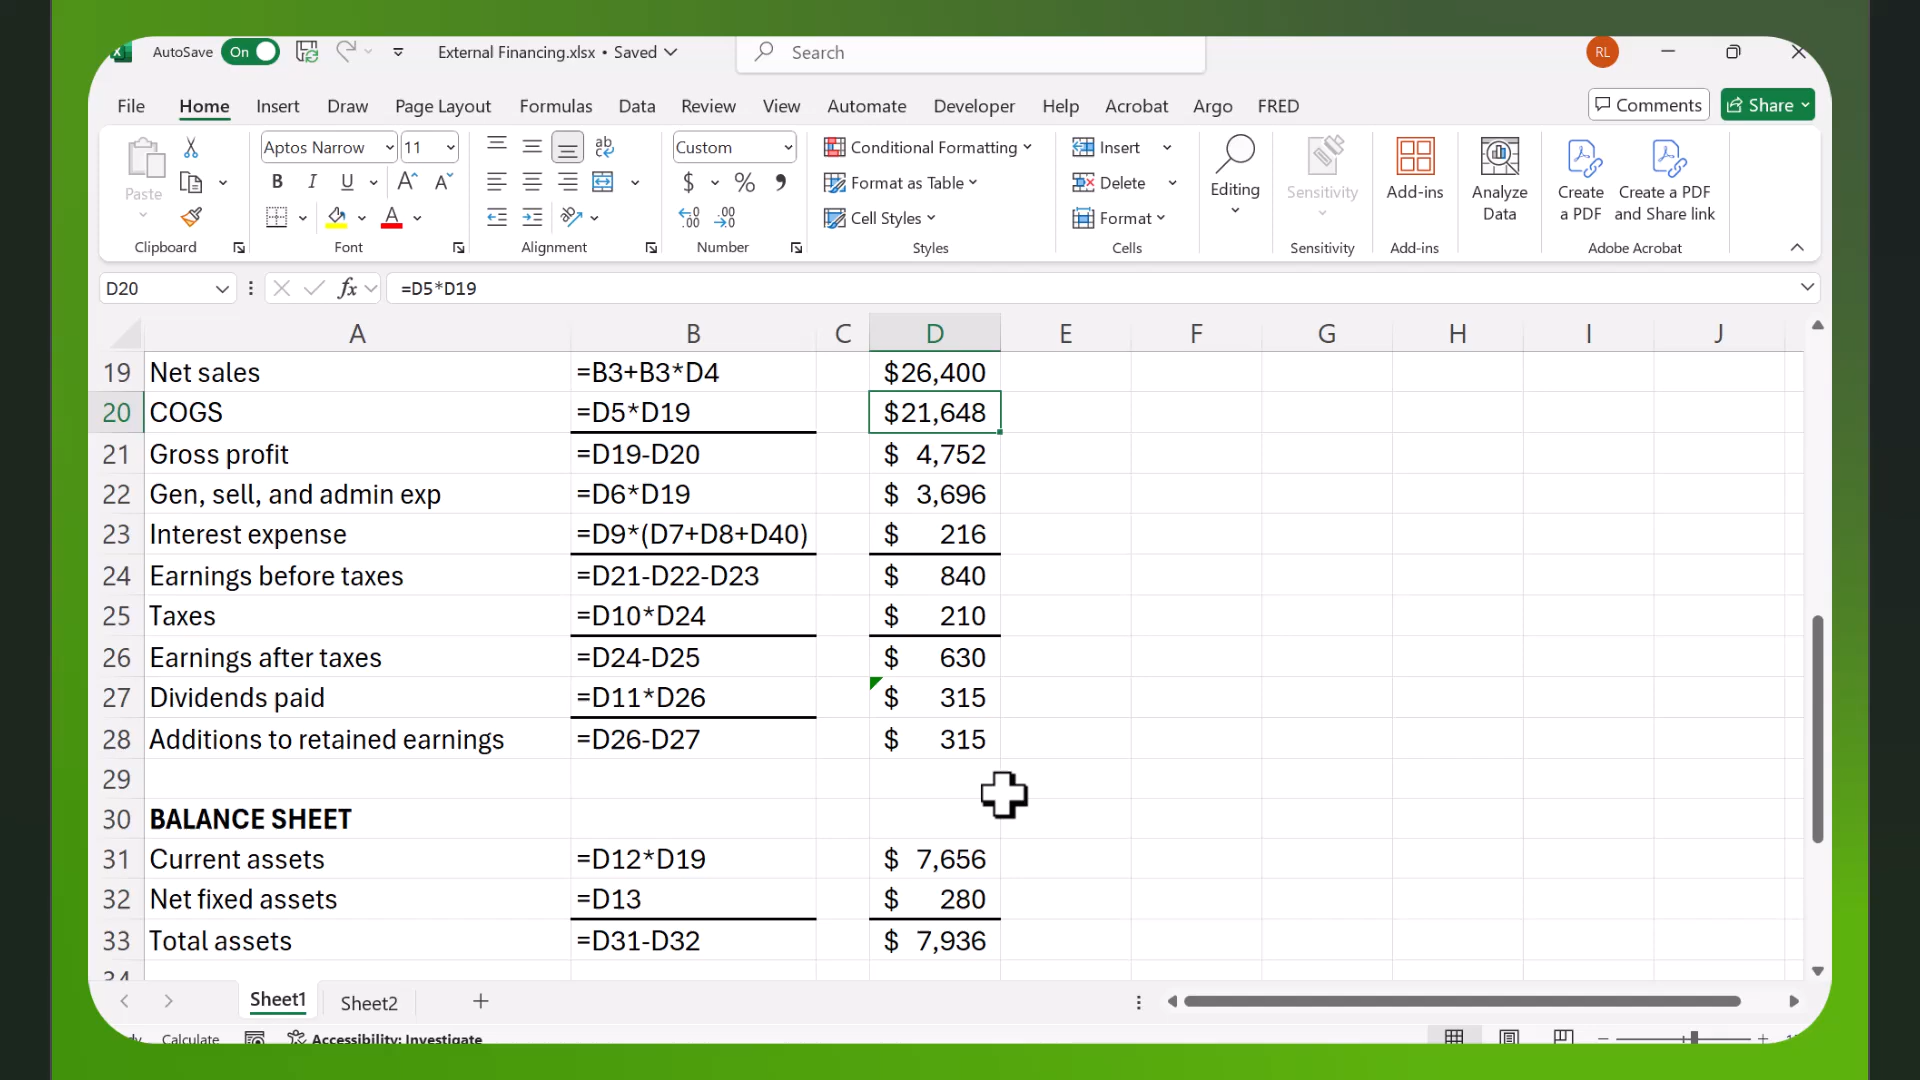 AutoSave On External Financing.xlsx • Saved Search RL
File Home Insert Draw Page Layout Formulas Data Review View Automate Developer Help Acrobat Argo FRED Comments Share
Paste
Clipboard
Aptos Narrow 11
B I U A A
A
Font
ab
Alignment
Custom
$ % 9
.00 .00
Number
Conditional Formatting
Format as Table
Cell Styles
Styles
Insert
Delete
Format
Cells
Editing
Sensitivity
Sensitivity
Add-ins
Add-ins
Analyze
Data
Create
a PDF
Create a PDF
and Share link
Adobe Acrobat
D20 fx =D5*D19
A B C D E F G H I J
19 Net sales =B3+B3*D4 $26,400
20 COGS =D5*D19 $21,648
21 Gross profit =D19-D20 $ 4,752
22 Gen, sell, and admin exp =D6*D19 $ 3,696
23 Interest expense =D9*(D7+D8+D40) $ 216
24 Earnings before taxes =D21-D22-D23 $ 840
25 Taxes =D10*D24 $ 210
26 Earnings after taxes =D24-D25 $ 630
27 Dividends paid =D11*D26 $ 315
28 Additions to retained earnings =D26-D27 $ 315
29
30 BALANCE SHEET
31 Current assets =D12*D19 $ 7,656
32 Net fixed assets =D13 $ 280
33 Total assets =D31-D32 $ 7,936
34
Sheet1 Sheet2
Calculate Accessibility: Investigate